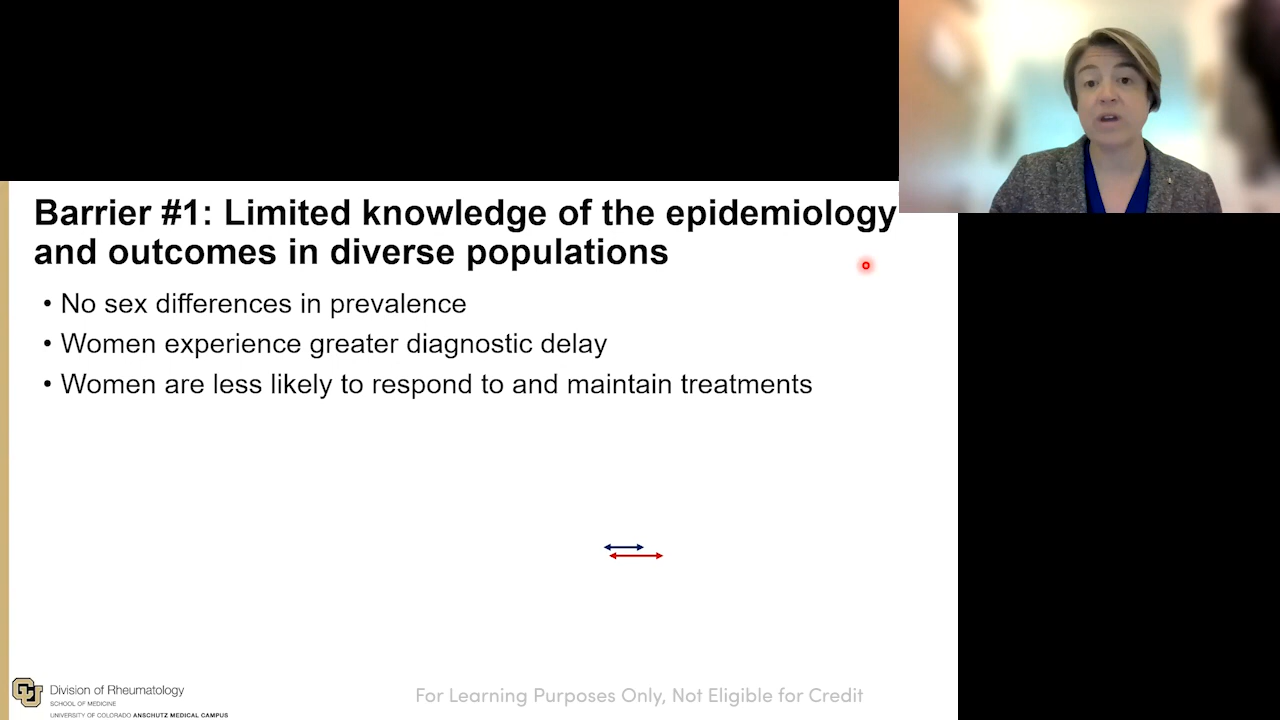 Barrier #1: Limited knowledge of the epidemiology
and outcomes in diverse populations
• No sex differences in prevalence
• Women experience greater diagnostic delay
• Women are less likely to respond to and maintain treatments
CU
Division of Rheumatology
SCHOOL OF MEDICINE
UNIVERSITY OF COLORADO ANSCHUTZ MEDICAL CAMPUS
For Learning Purposes Only, Not Eligible for Credit